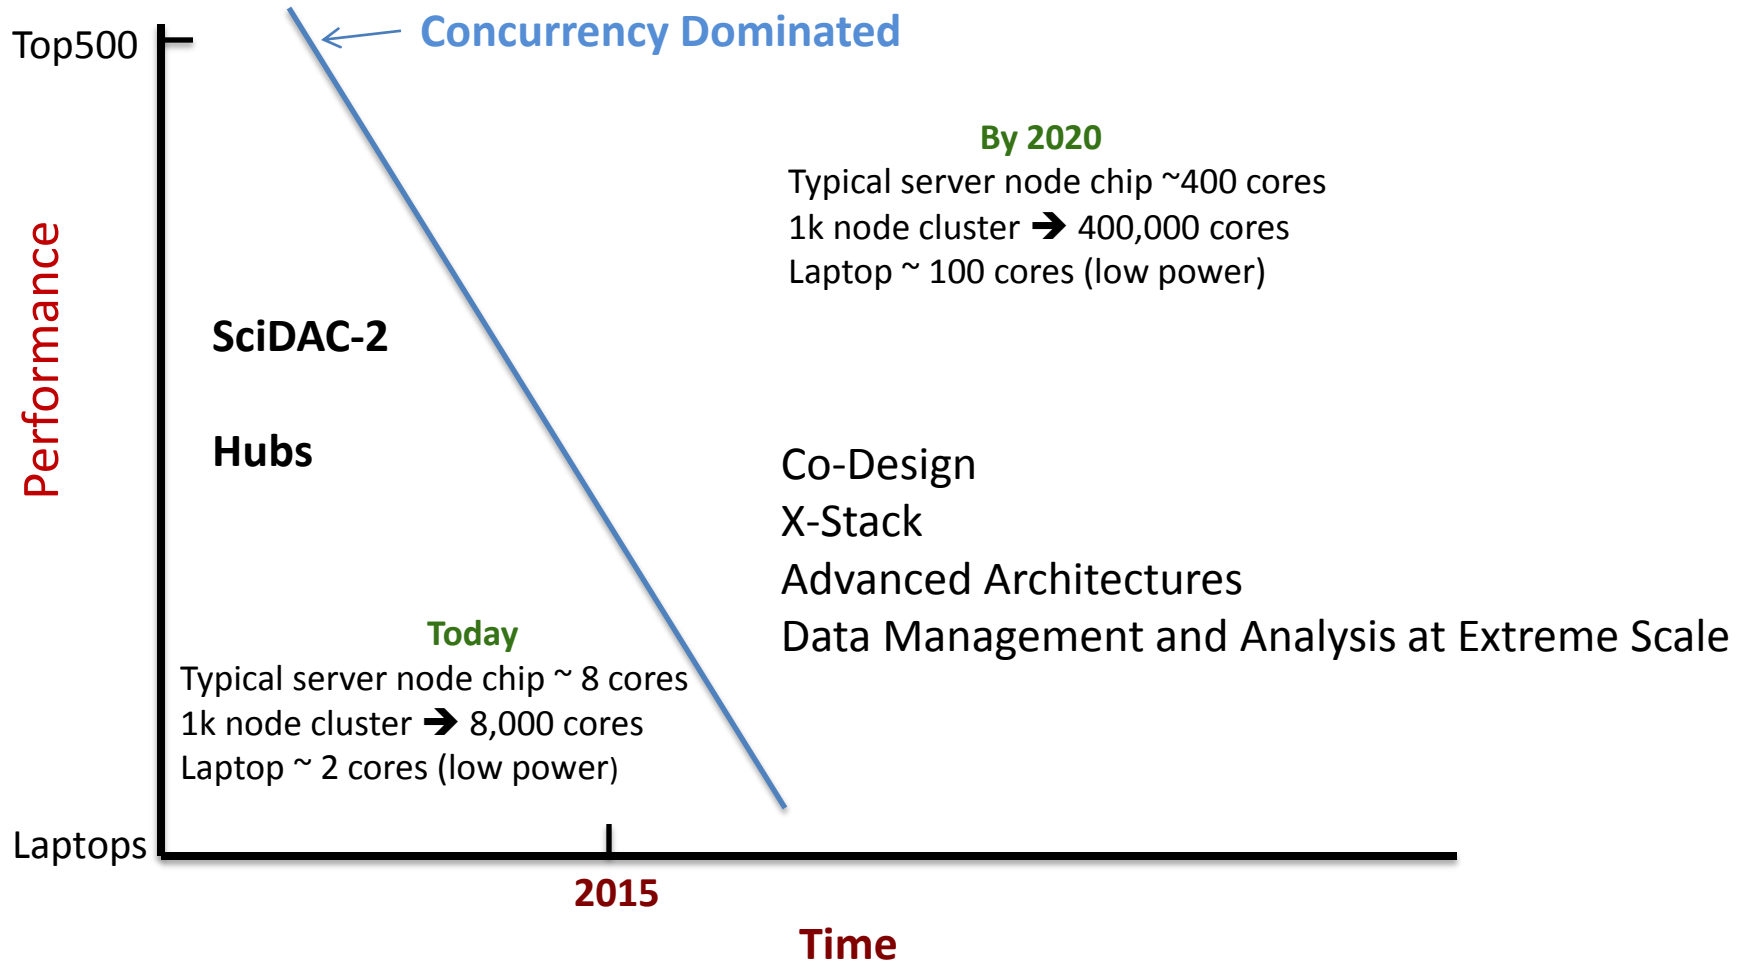 Top500
Concurrency Dominated
By 2020
Typical server node chip ~400 cores
1k node cluster ➔ 400,000 cores
Laptop ~ 100 cores (low power)
Performance
SciDAC-2
Hubs
Co-Design
X-Stack
Advanced Architectures
Data Management and Analysis at Extreme Scale
Today
Typical server node chip ~ 8 cores
1k node cluster ➔ 8,000 cores
Laptop ~ 2 cores (low power)
Laptops
2015
Time